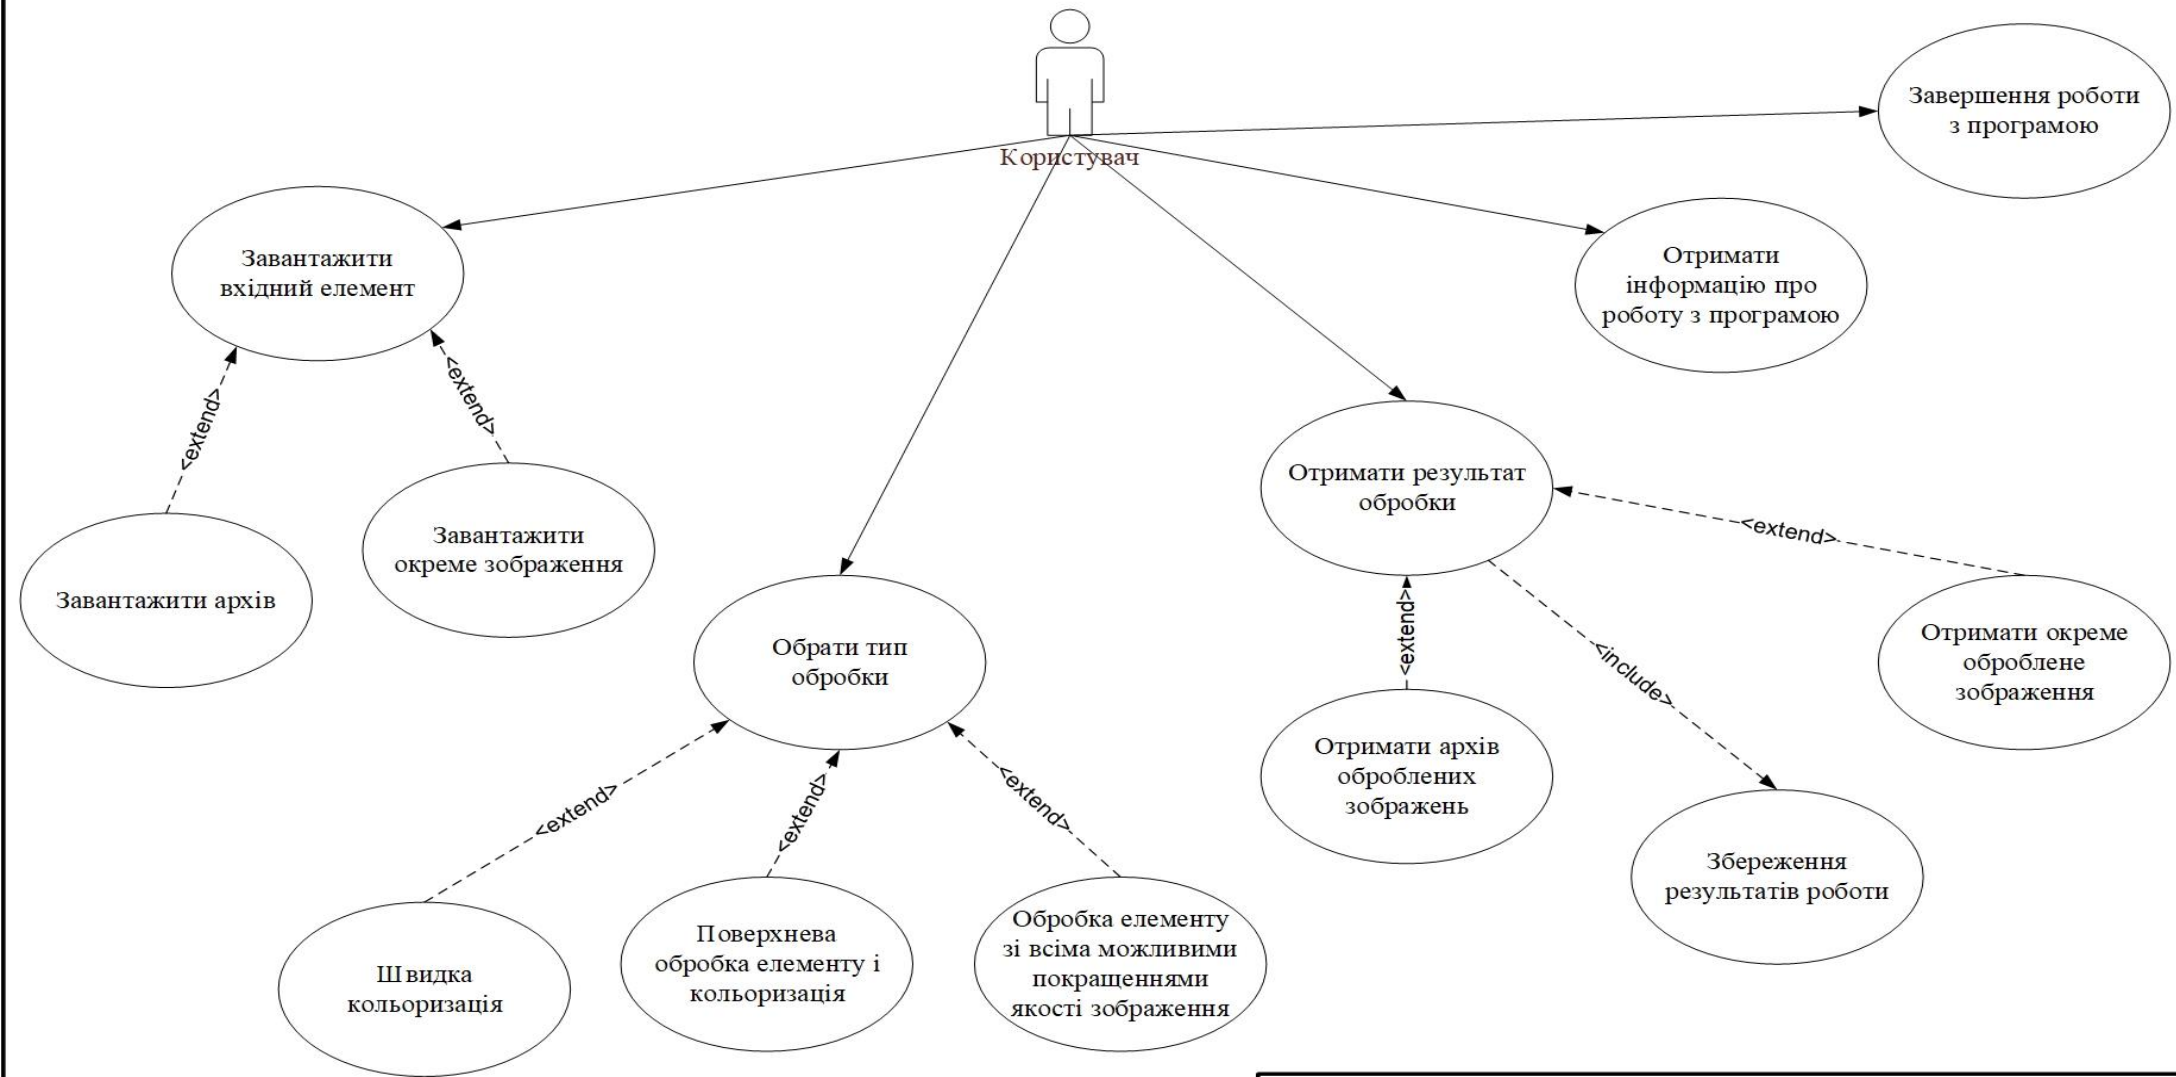 Користувач
Завершення роботи
з програмою
Отримати
інформацію про
роботу з програмою
Завантажити
вхідний елемент
<extend>
<extend>
Завантажити архів
Завантажити
окреме зображення
Отримати результат
обробки
<extend>
<extend>
<include>
Отримати окреме
оброблене
зображення
Обрати тип
обробки
Отримати архів
оброблених
зображень
<extend>
<extend>
<extend>
Збереження
результатів роботи
Швидка
кольоризація
Поверхнева
обробка елементу і
кольоризація
Обробка елементу
зі всіма можливими
покращеннями
якості зображення